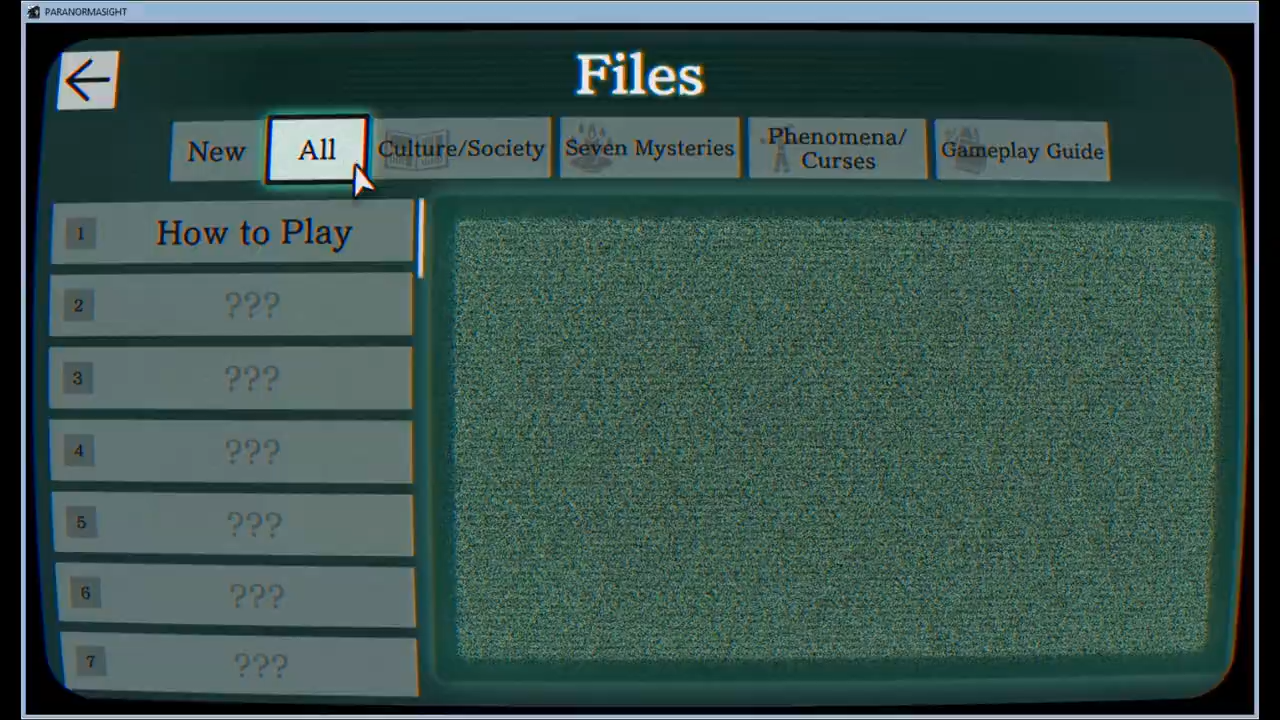 PARANORMASIGHT
Files
New
All
Culture/Society
Seven Mysteries
Phenomena/
Curses
Gameplay Guide
1 How to Play
2 ???
3 ???
4 ???
5 ???
6 ???
7 ???